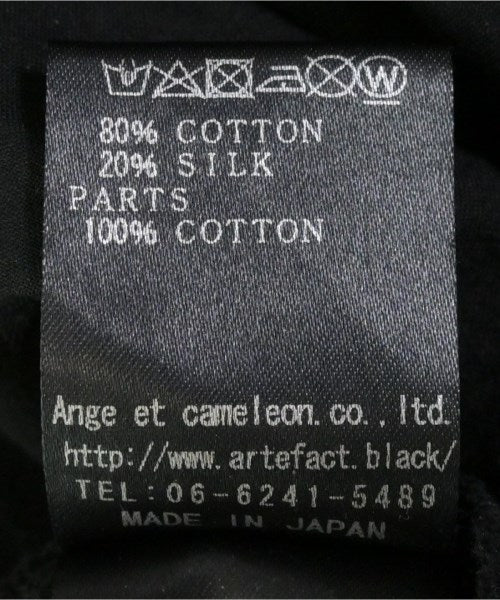 W
80% COTTON
20% SILK
PARTS
100% COTTON
Ange et cameleon.co.,ltd.
http://www.artefact.black/
TEL:06-6241-5489
MADE IN JAPAN